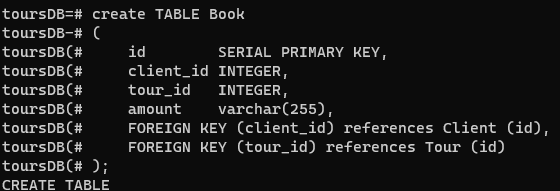 toursDB=# create TABLE Book
toursDB-# (
toursDB(#     id        SERIAL PRIMARY KEY,
toursDB(#     client_id INTEGER,
toursDB(#     tour_id   INTEGER,
toursDB(#     amount    varchar(255),
toursDB(#     FOREIGN KEY (client_id) references Client (id),
toursDB(#     FOREIGN KEY (tour_id) references Tour (id)
toursDB(# );
CREATE TABLE